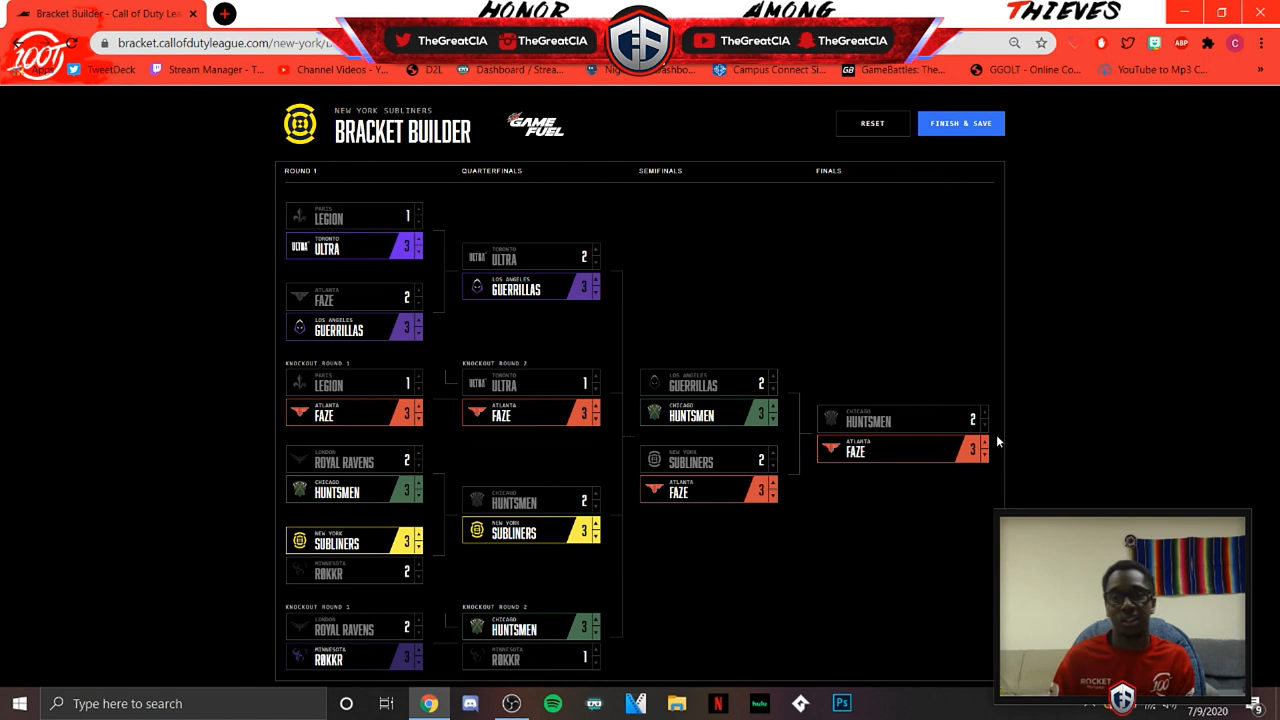 HONOR AMONG THIEVES
Bracket Builder - Call of Duty Lea
100T
bracket.callofdutyleague.com/new-york/b
TheGreatCIA TheGreatCIA TheGreatCIA TheGreatCIA
Apps TweetDeck Stream Manager - T... Channel Videos - Y... D2L Dashboard / Strea... Campus Connect Si... GameBattles: The... GGOLT - Online Co... YouTube to Mp3 C...
NEW YORK SUBLINERS
BRACKET BUILDER
GAME FUEL
RESET
FINISH & SAVE
ROUND 1 QUARTERFINALS SEMIFINALS FINALS
PARIS
LEGION 1
TORONTO
ULTRA 3
ATLANTA
FAZE 2
LOS ANGELES
GUERRILLAS 3
KNOCKOUT ROUND 1
PARIS
LEGION 1
ATLANTA
FAZE 3
LONDON
ROYAL RAVENS 2
CHICAGO
HUNTSMEN 3
NEW YORK
SUBLINERS 3
MINNESOTA
RØKKR 2
KNOCKOUT ROUND 1
LONDON
ROYAL RAVENS 2
MINNESOTA
RØKKR 3
TORONTO
ULTRA 2
LOS ANGELES
GUERRILLAS 3
KNOCKOUT ROUND 2
TORONTO
ULTRA 1
ATLANTA
FAZE 3
CHICAGO
HUNTSMEN 2
NEW YORK
SUBLINERS 3
KNOCKOUT ROUND 2
CHICAGO
HUNTSMEN 3
MINNESOTA
RØKKR 1
LOS ANGELES
GUERRILLAS 2
CHICAGO
HUNTSMEN 3
NEW YORK
SUBLINERS 2
ATLANTA
FAZE 3
CHICAGO
HUNTSMEN 2
ATLANTA
FAZE 3
ROCKET
100
Type here to search
hulu
7/9/2020